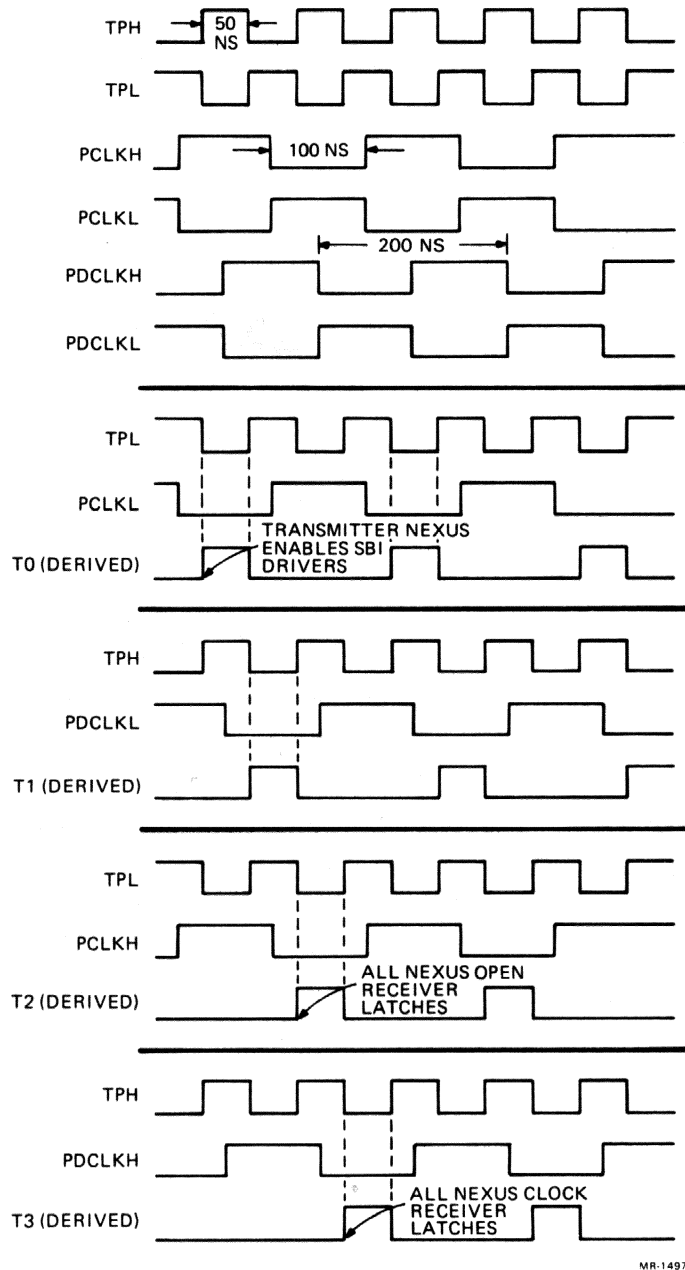 TPH
50
NS
TPL
PCLKH
100 NS
PCLKL
200 NS
PDCLKH
PDCLKL
TPL
PCLKL
TRANSMITTER NEXUS
ENABLES SBI
DRIVERS
T0 (DERIVED)
TPH
PDCLKL
T1 (DERIVED)
TPL
PCLKH
ALL NEXUS OPEN
RECEIVER
LATCHES
T2 (DERIVED)
TPH
PDCLKH
ALL NEXUS CLOCK
RECEIVER
LATCHES
T3 (DERIVED)
MR-1497